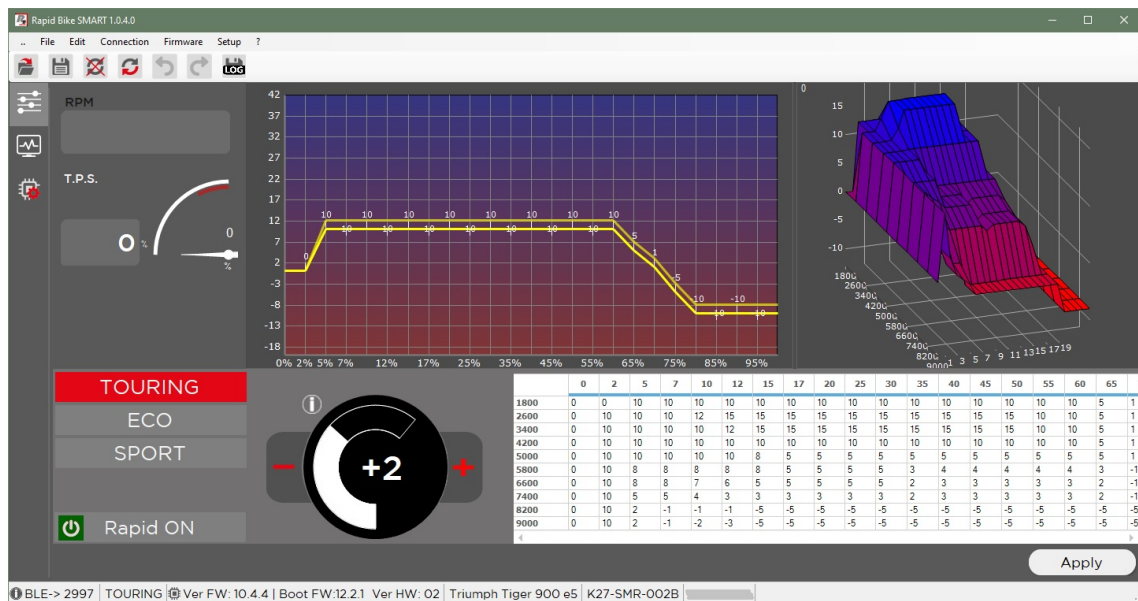 Rapid Bike SMART 1.0.4.0
.. File Edit Connection Firmware Setup ?
LOG
RPM
T.P.S.
0 %
0
%
42
37
32
27
22
17
12
7
2
-3
-8
-13
-18
10 10 10 10 10 10 10 10
0 10 10 10 10 10 10 10 5 1 -5 -10 -10
0% 2% 5% 7% 12% 17% 25% 35% 45% 55% 65% 75% 85% 95%
0
15
10
5
0
-5
-10
1800
2600
3400
4200
5000
5800
6600
7400
8200
9000
1 3 5 7 9 11 13 15 17 19
TOURING
ECO
SPORT
Rapid ON
i
- +2 +
0 2 5 7 10 12 15 17 20 25 30 35 40 45 50 55 60 65
1800 0 0 10 10 10 10 10 10 10 10 10 10 10 10 10 10 10 5 1
2600 0 10 10 10 12 15 15 15 15 15 15 15 15 15 15 10 10 5 1
3400 0 10 10 10 10 12 15 15 15 15 15 15 15 15 15 10 10 5 1
4200 0 10 10 10 10 10 10 10 10 10 10 10 10 10 10 10 10 5 1
5000 0 10 10 10 10 10 8 5 5 5 5 5 5 5 5 5 5 5 1
5800 0 10 8 8 8 8 8 5 5 5 5 3 4 4 4 4 4 3 -1
6600 0 10 8 8 7 6 5 5 5 5 5 2 3 3 3 3 3 2 -1
7400 0 10 5 5 4 3 3 3 3 3 3 2 3 3 3 3 3 2 -1
8200 0 10 2 -1 -1 -1 -5 -5 -5 -5 -5 -5 -5 -5 -5 -5 -5 -5 -5
9000 0 10 2 -1 -2 -3 -5 -5 -5 -5 -5 -5 -5 -5 -5 -5 -5 -5 -5
Apply
BLE-> 2997 TOURING Ver FW: 10.4.4 | Boot FW:12.2.1 Ver HW: 02 Triumph Tiger 900 e5 K27-SMR-002B